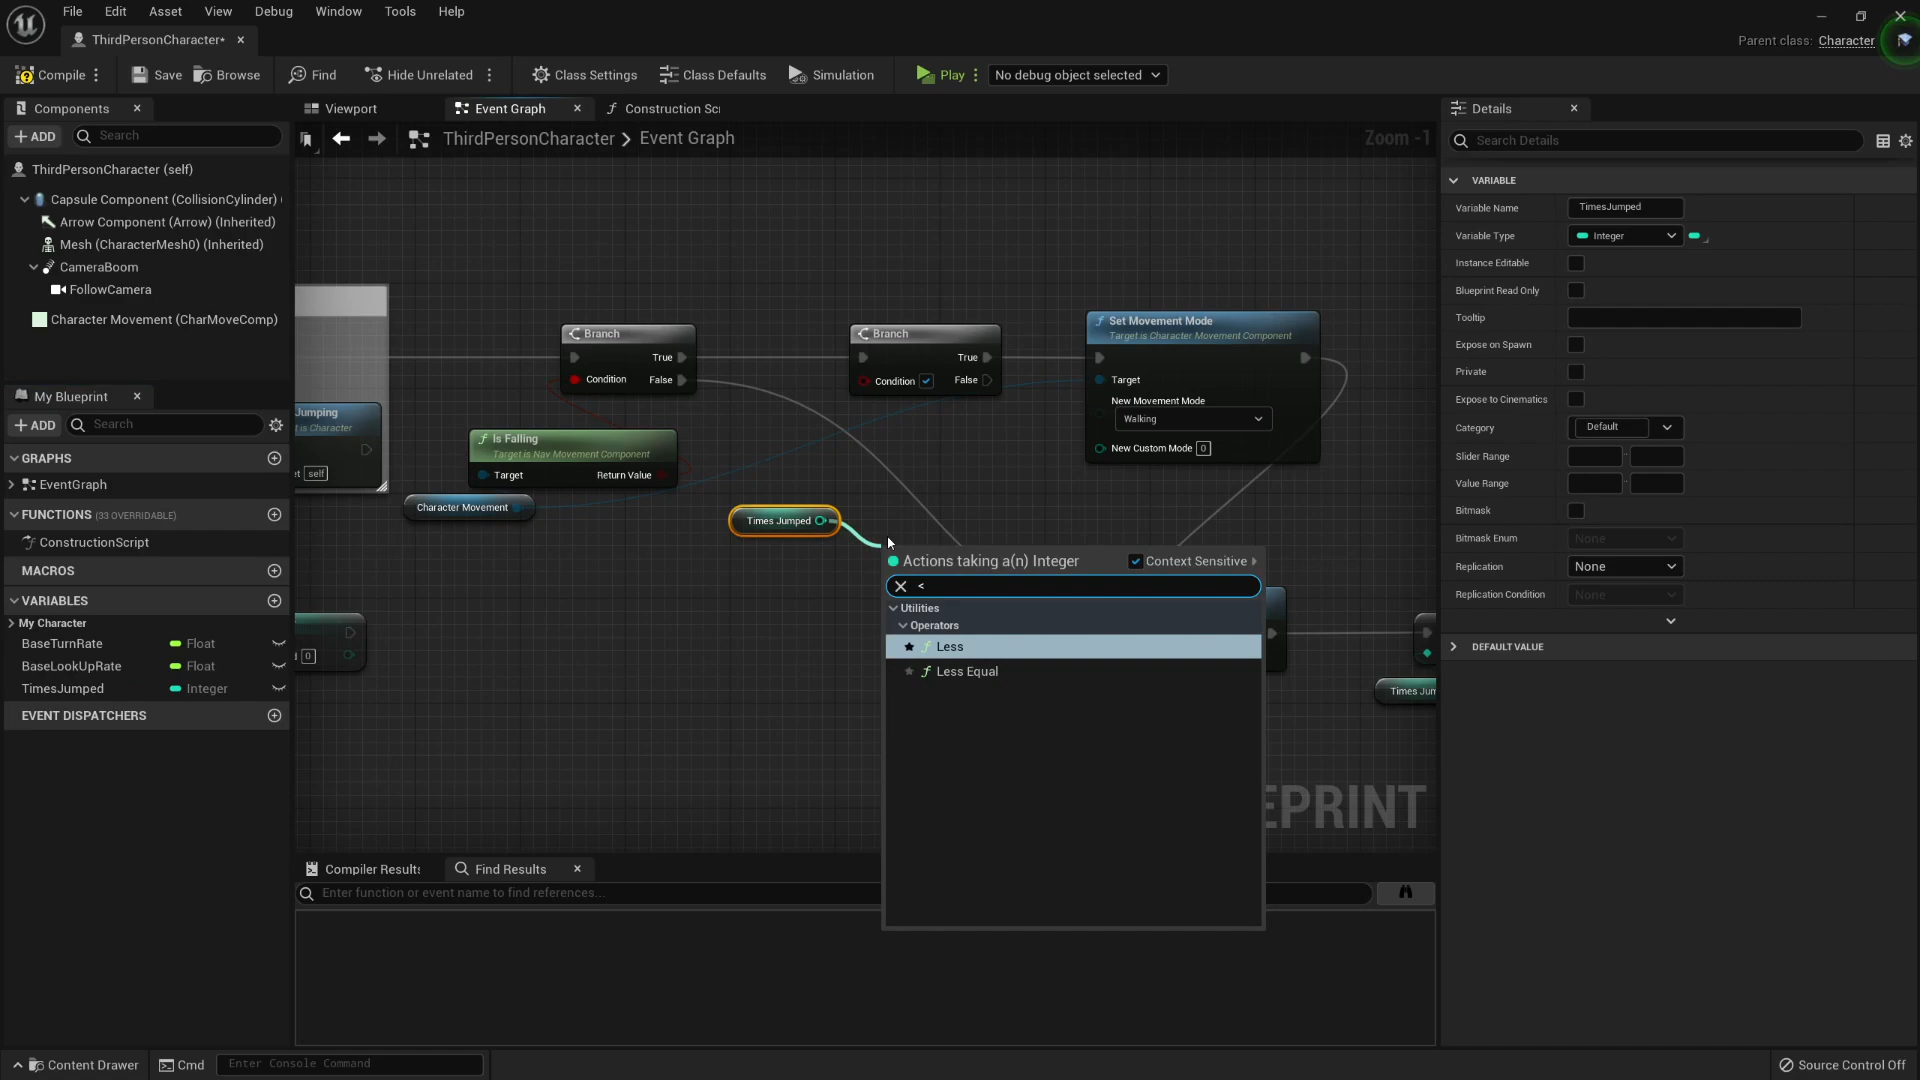 File Edit Asset View Debug Window Tools Help
ThirdPersonCharacter*
Parent class: Character
Compile Save Browse Find Hide Unrelated Class Settings Class Defaults Simulation Play No debug object selected
Components
ADD Search
ThirdPersonCharacter (self)
Capsule Component (CollisionCylinder) (
Arrow Component (Arrow) (Inherited)
Mesh (CharacterMesh0) (Inherited)
CameraBoom
FollowCamera
Character Movement (CharMoveComp)
My Blueprint
ADD Search
GRAPHS
EventGraph
FUNCTIONS (33 OVERRIDABLE)
ConstructionScript
MACROS
VARIABLES
My Character
BaseTurnRate Float
BaseLookUpRate Float
TimesJumped Integer
EVENT DISPATCHERS
Viewport Event Graph Construction Scr
ThirdPersonCharacter > Event Graph
Zoom -1
Jumping
t is Character
et self
Branch
True
Condition False
Branch
True
Condition False
Set Movement Mode
Target is Character Movement Component
Target
New Movement Mode
Walking
New Custom Mode 0
Is Falling
Target is Nav Movement Component
Target Return Value
Character Movement
Times Jumped
Actions taking a(n) Integer Context Sensitive
<
Utilities
Operators
Less
Less Equal
d 0
Times Jum
EPRINT
Compiler Results Find Results
Enter function or event name to find references...
Details
Search Details
VARIABLE
Variable Name TimesJumped
Variable Type Integer
Instance Editable
Blueprint Read Only
Tooltip
Expose on Spawn
Private
Expose to Cinematics
Category Default
Slider Range
Value Range
Bitmask
Bitmask Enum None
Replication None
Replication Condition None
DEFAULT VALUE
Content Drawer Cmd Enter Console Command
Source Control Off